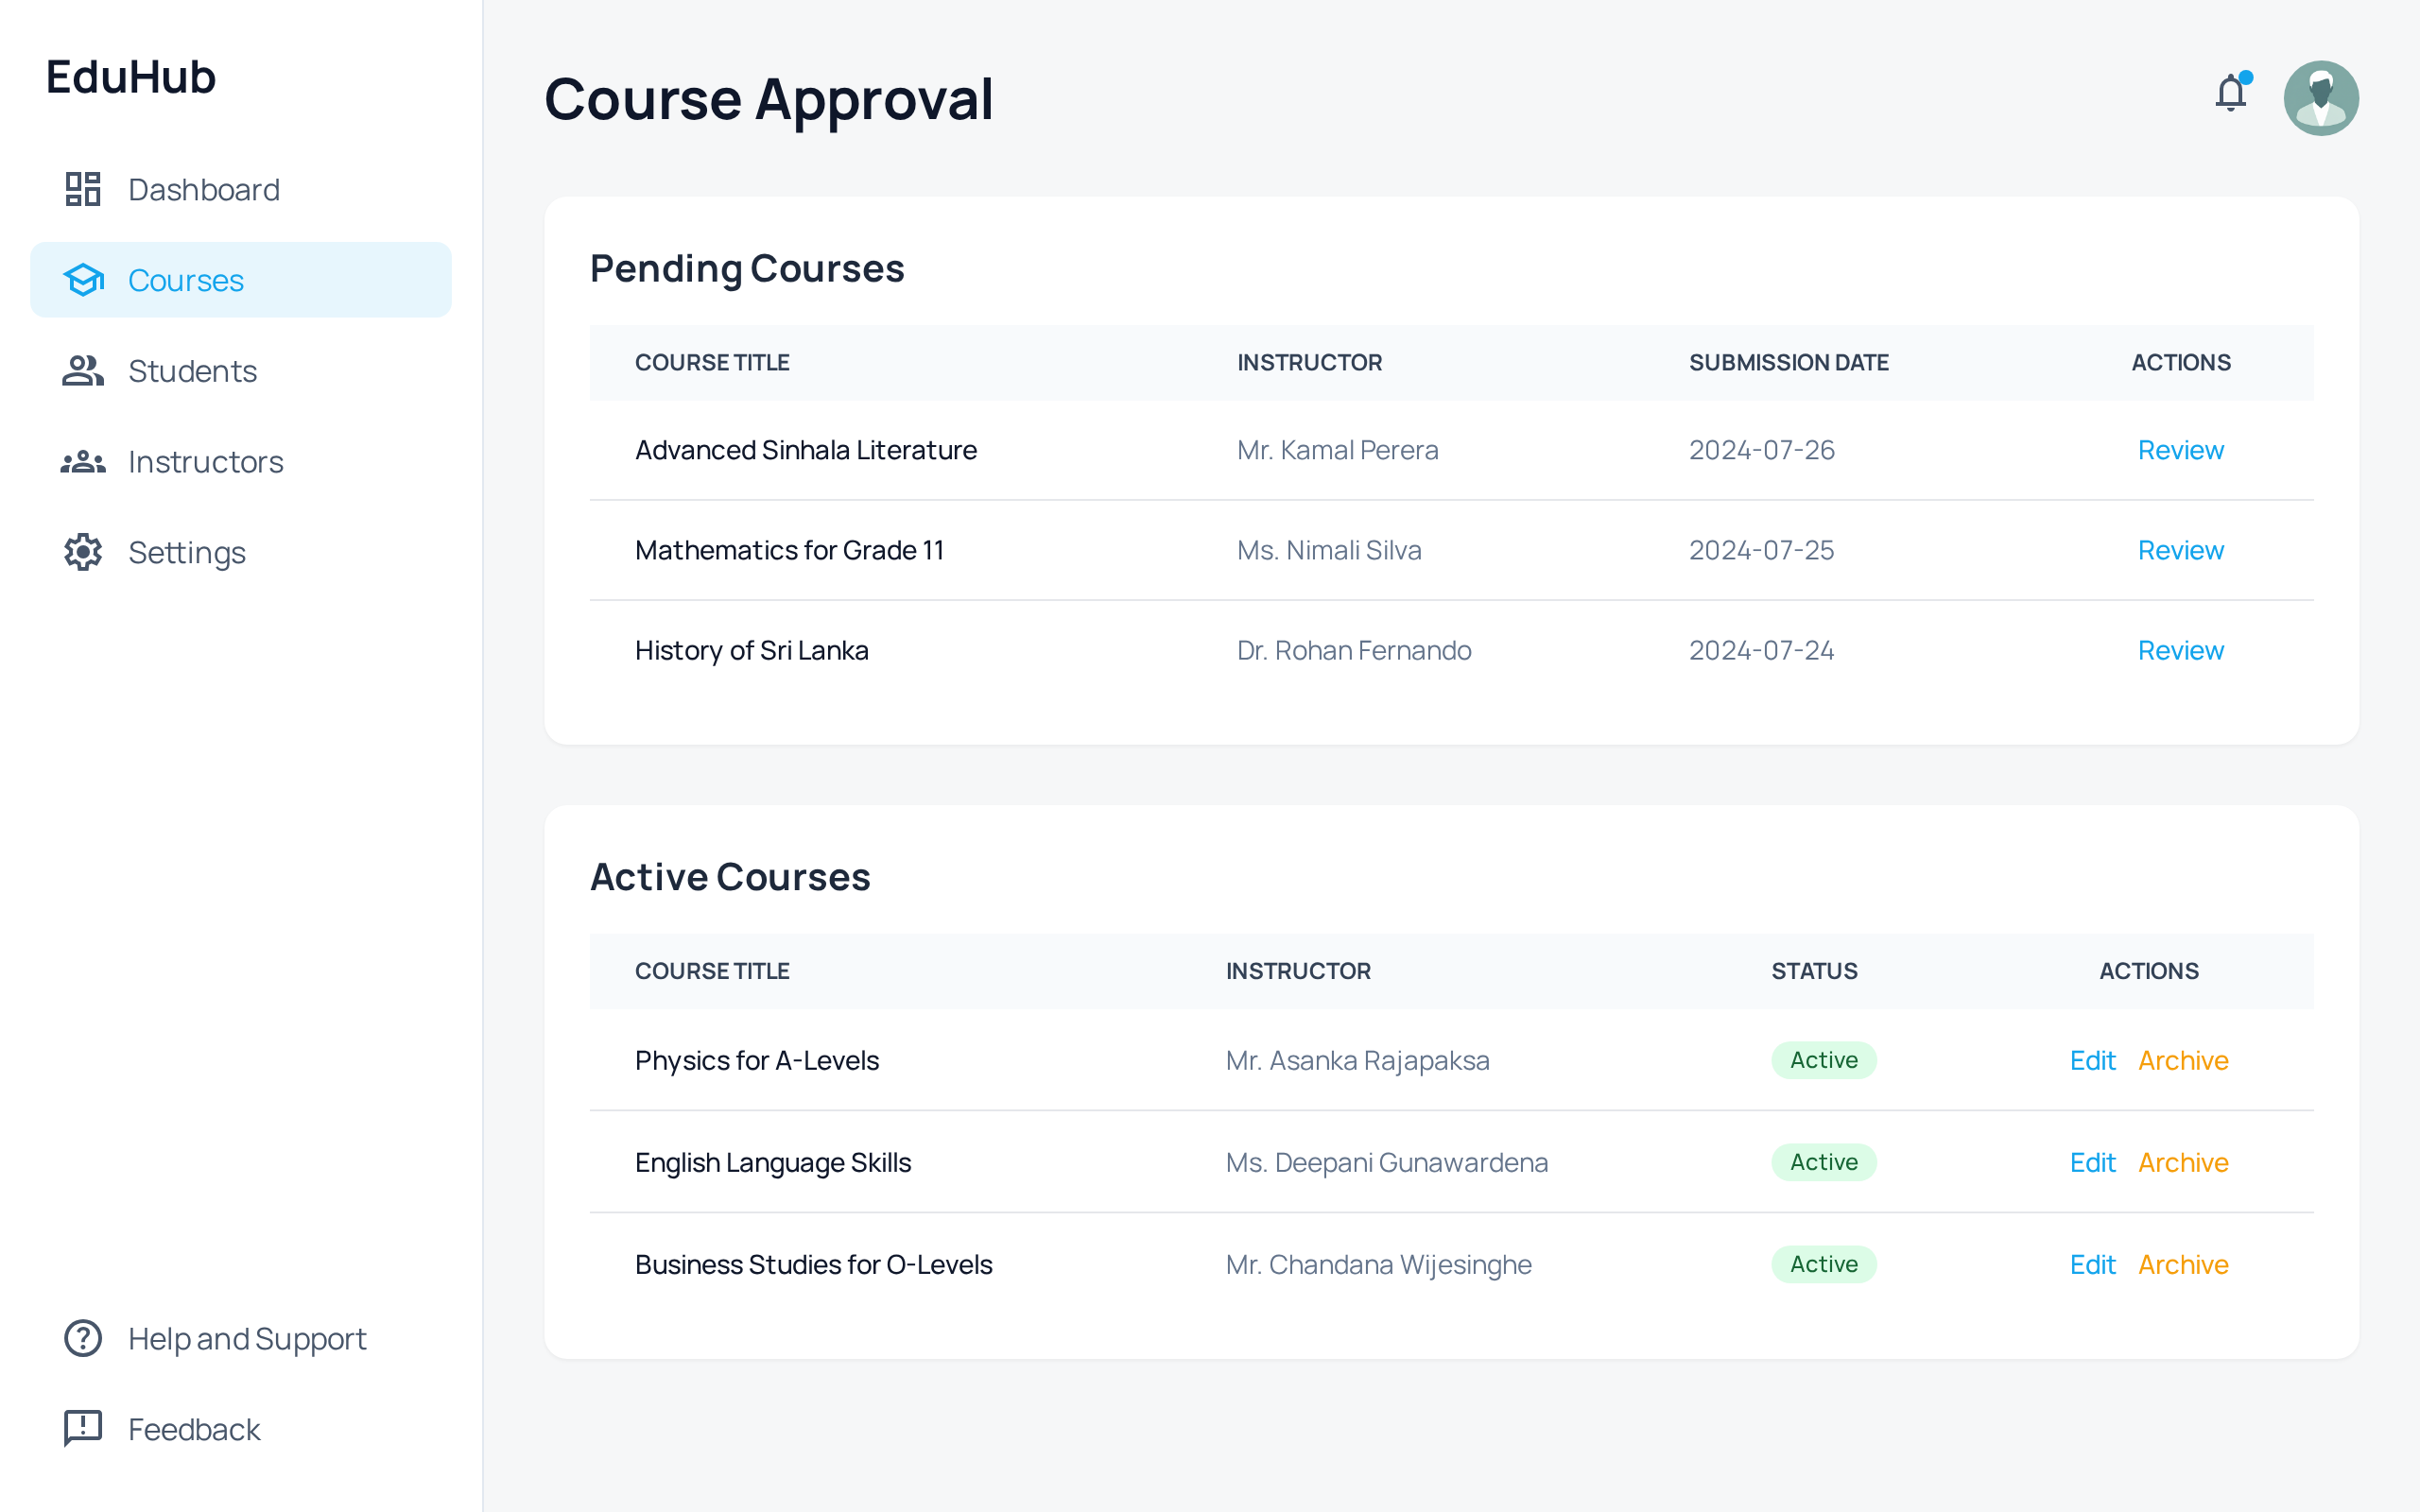 EduHub
Dashboard
Courses
Students
Instructors
Settings
Help and Support
Feedback
Course Approval
Pending Courses
COURSE TITLE INSTRUCTOR SUBMISSION DATE ACTIONS
Advanced Sinhala Literature Mr. Kamal Perera 2024-07-26 Review
Mathematics for Grade 11 Ms. Nimali Silva 2024-07-25 Review
History of Sri Lanka Dr. Rohan Fernando 2024-07-24 Review
Active Courses
COURSE TITLE INSTRUCTOR STATUS ACTIONS
Physics for A-Levels Mr. Asanka Rajapaksa Active Edit Archive
English Language Skills Ms. Deepani Gunawardena Active Edit Archive
Business Studies for O-Levels Mr. Chandana Wijesinghe Active Edit Archive